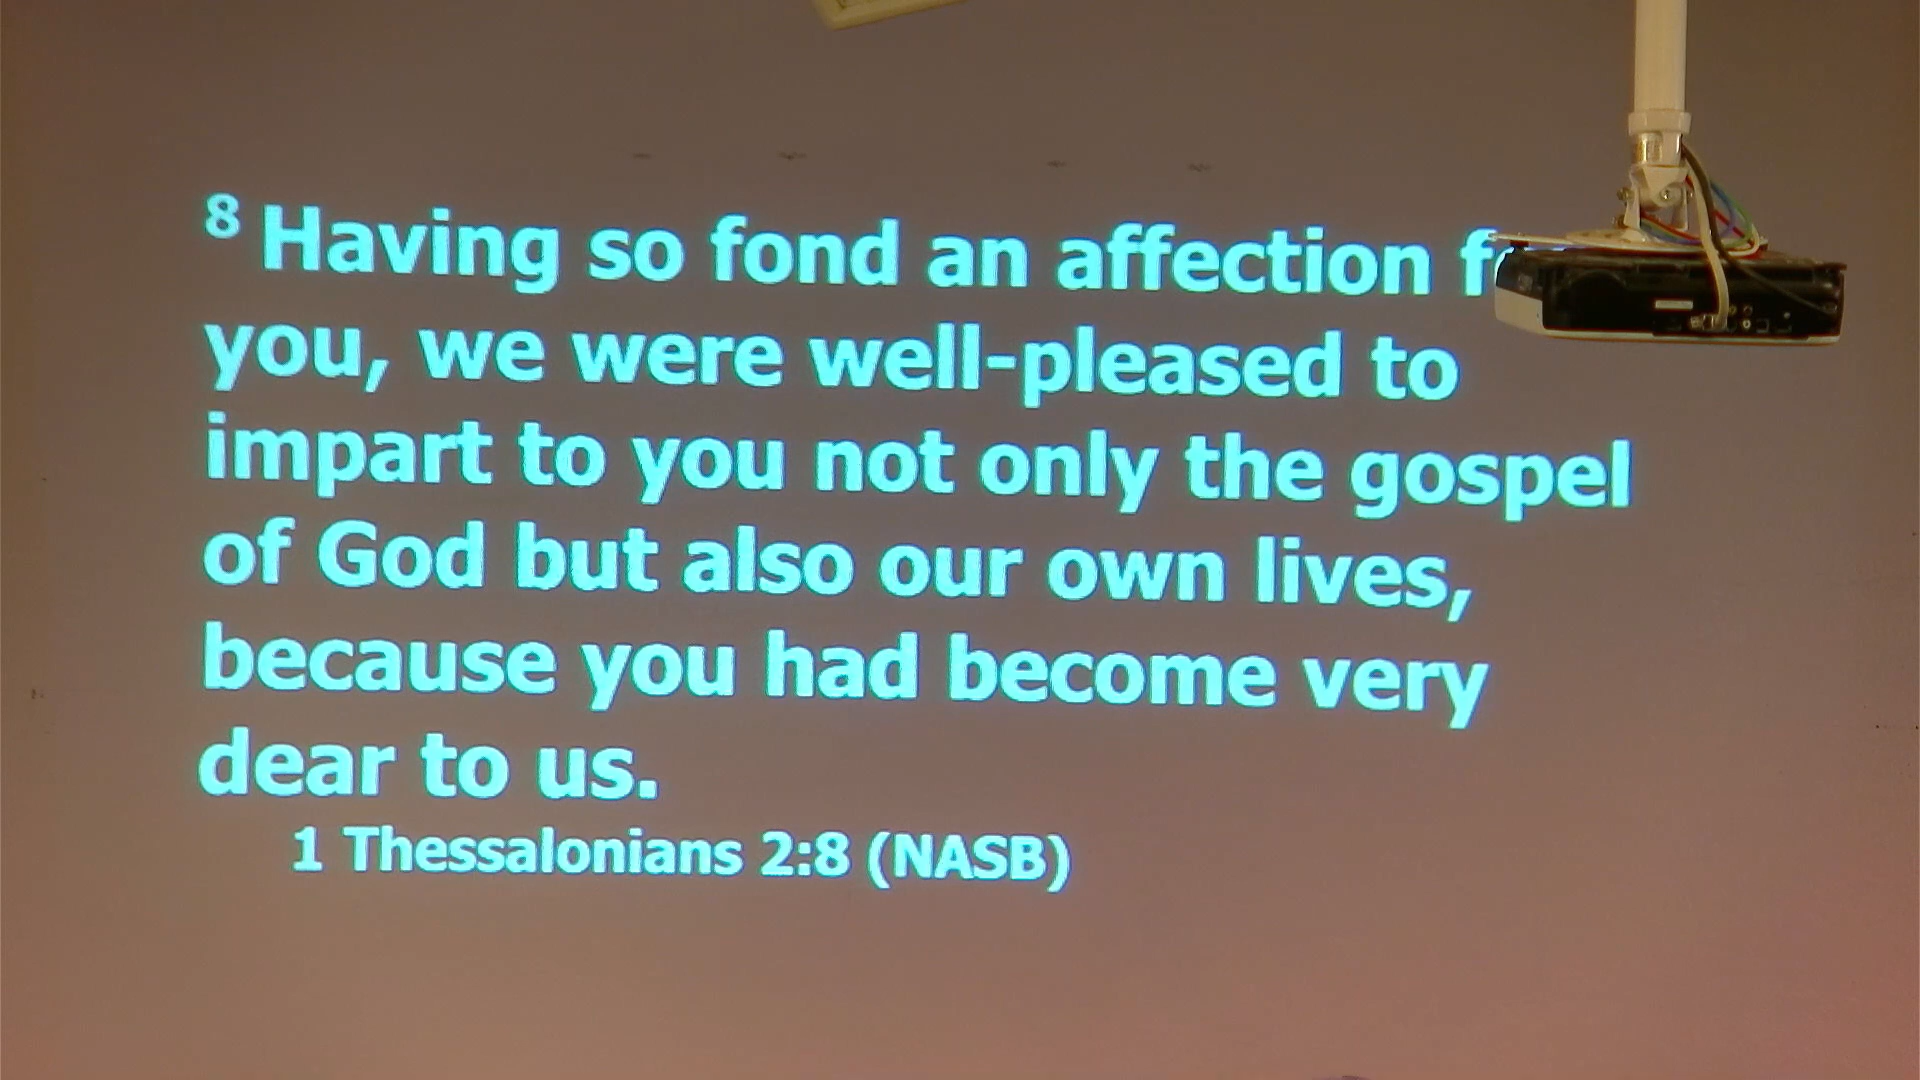 8 Having so fond an affection
you, we were well-pleased to
impart to you not only the gospel
of God but also our own lives,
because you had become very
dear to us.
1 Thessalonians 2:8 (NASB)